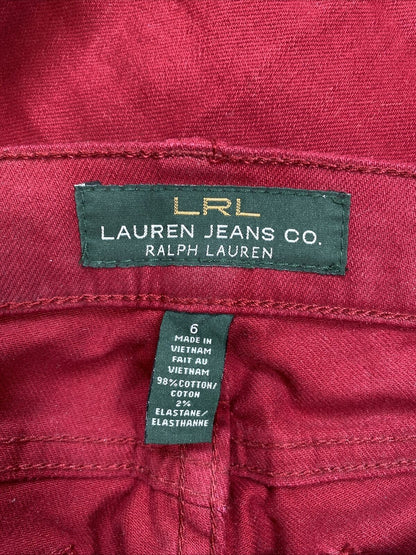 LRL
LAUREN JEANS CO.
RALPH LAUREN
6
MADE IN
VIETNAM
FAIT AU
VIETNAM
98% COTTON/
COTON
2%
ELASTANE/
ELASTHANNE